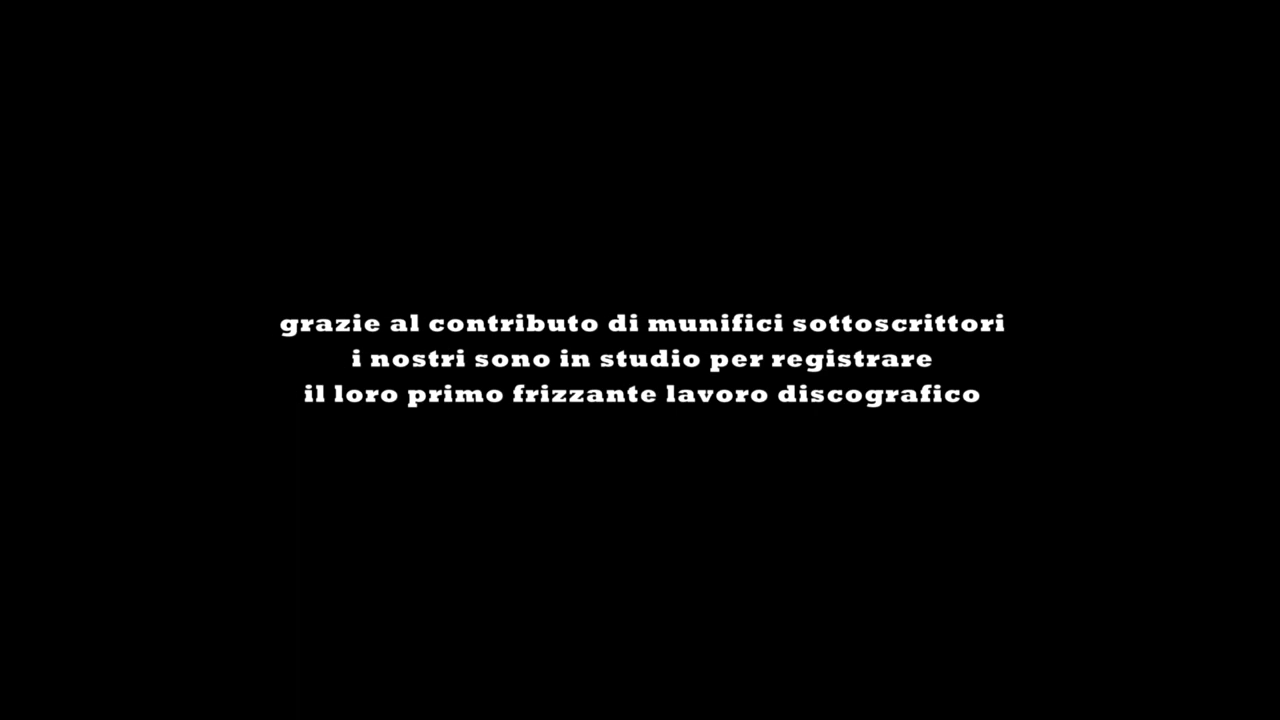 grazie al contributo di munifici sottoscrittori
i nostri sono in studio per registrare
il loro primo frizzante lavoro discografico